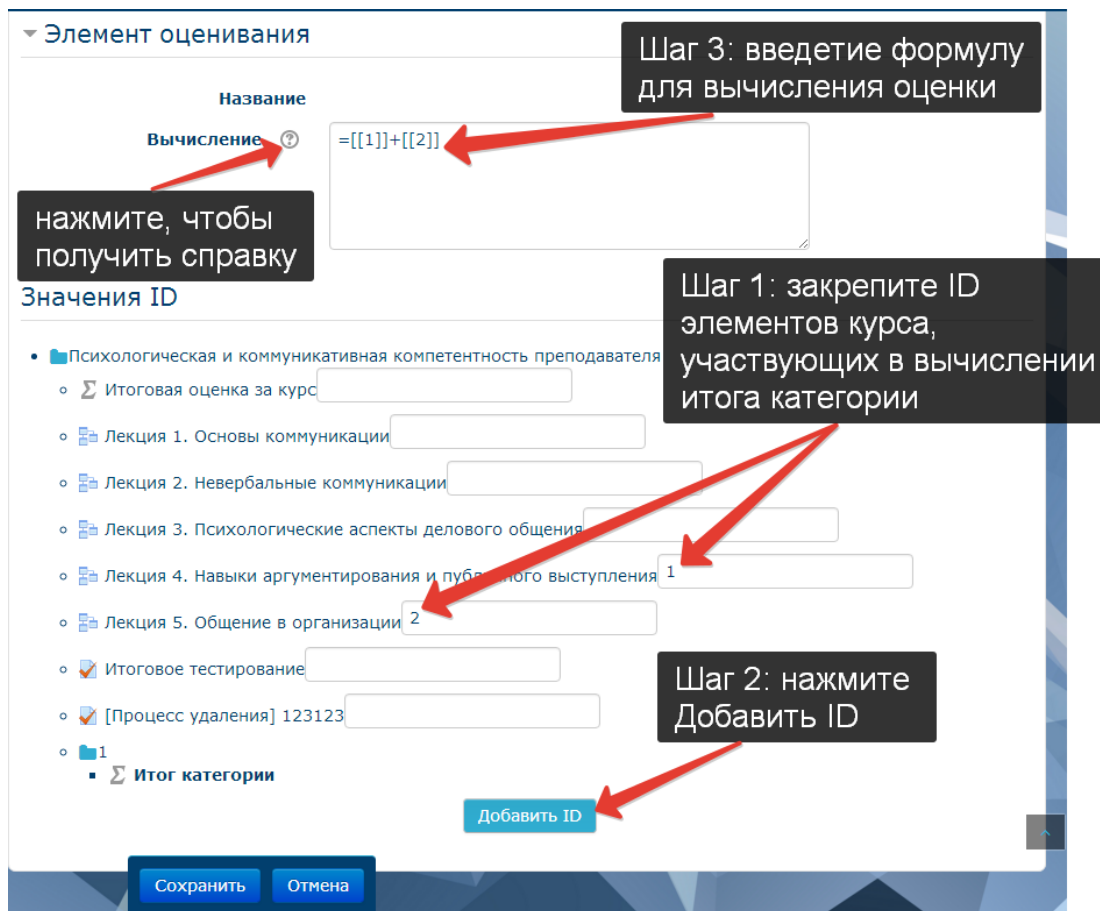 Элемент оценивания
Шаг 3: введетие формулу
для вычисления оценки
Название
Вычисление
=[[1]]+[[2]]
нажмите, чтобы
получить справку
Значения ID
Шаг 1: закрепите ID
элементов курса,
участвующих в вычислении
итога категории
Психологическая и коммуникативная компетентность преподавателя
Итоговая оценка за курс
Лекция 1. Основы коммуникации
Лекция 2. Невербальные коммуникации
Лекция 3. Психологические аспекты делового общения
Лекция 4. Навыки аргументирования и публичного выступления 1
Лекция 5. Общение в организации 2
Итоговое тестирование
Шаг 2: нажмите
Добавить ID
[Процесс удаления] 123123
1
Итог категории
Добавить ID
Сохранить Отмена